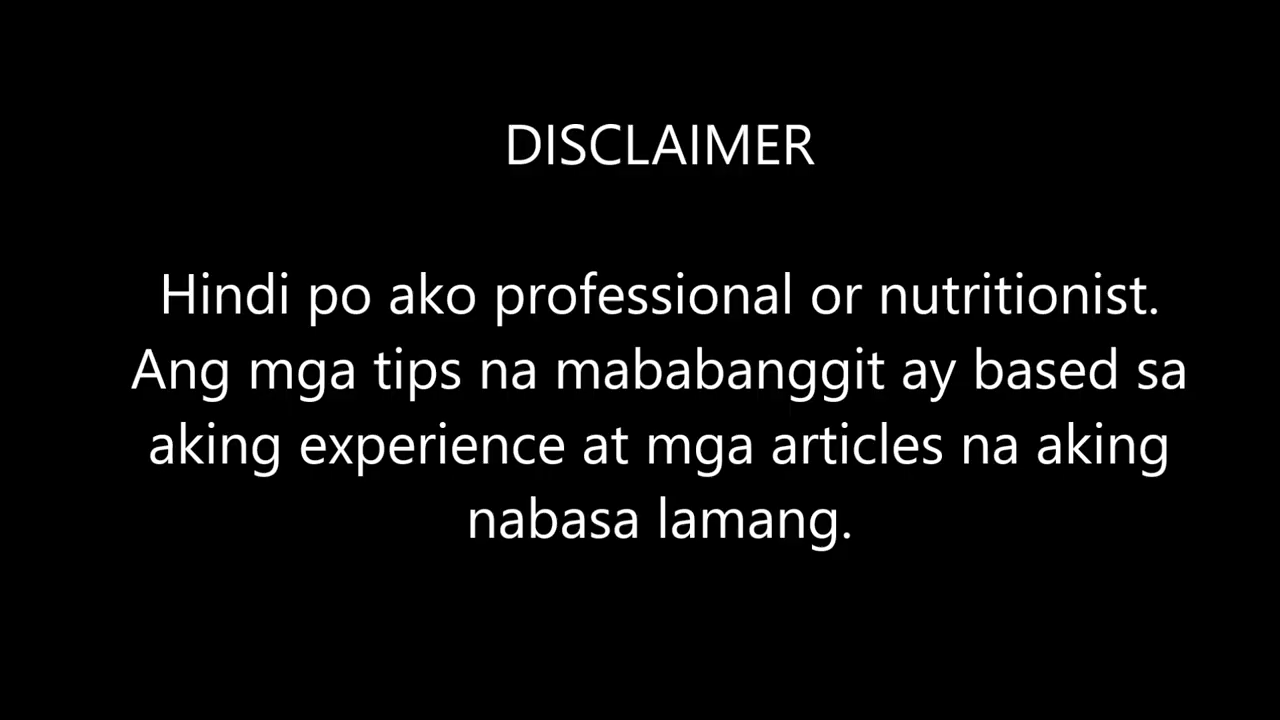 DISCLAIMER
Hindi po ako professional or nutritionist.
Ang mga tips na mababanggit ay based sa
aking experience at mga articles na aking
nabasa lamang.